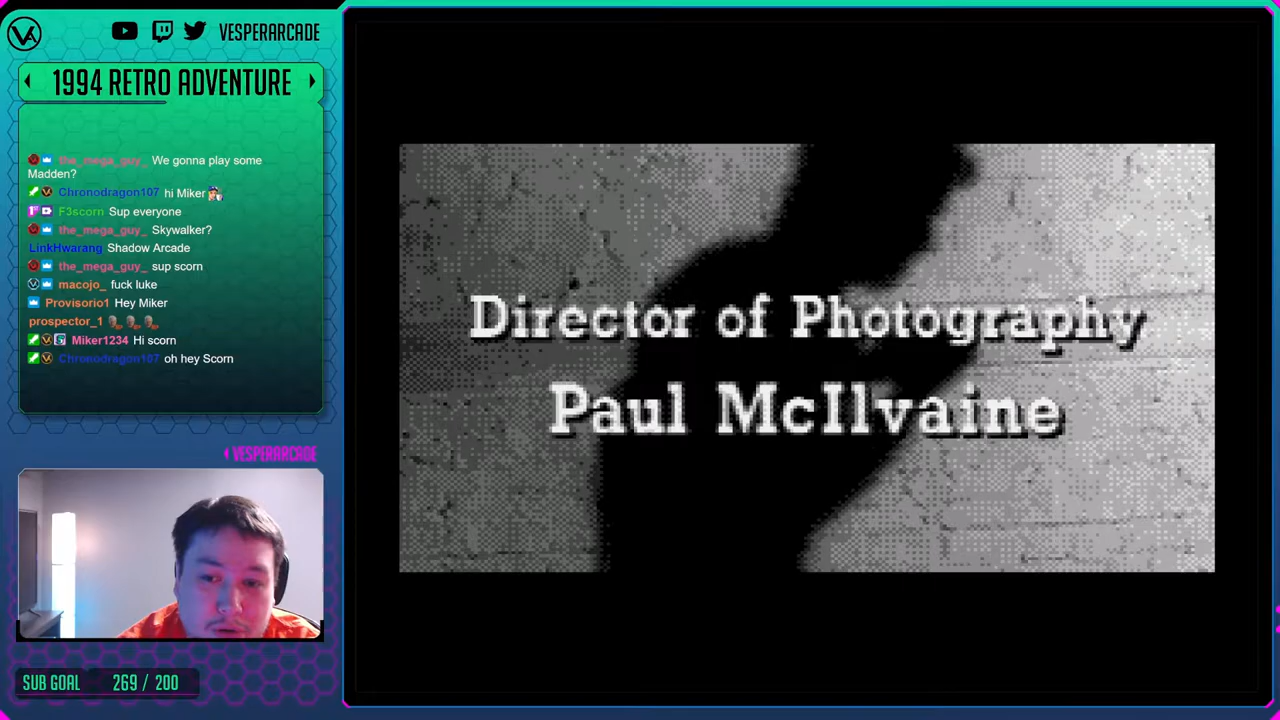 VESPERARCADE
1994 RETRO ADVENTURE
the_mega_guy_ We gonna play some
Madden?
Chronodragon107 hi Miker
F3scorn Sup everyone
the_mega_guy_ Skywalker?
LinkHwarang Shadow Arcade
the_mega_guy_ sup scorn
macojo_ fuck luke
Provisorio1 Hey Miker
prospector_1
Miker1234 Hi scorn
Chronodragon107 oh hey Scorn
VESPERARCADE
SUB GOAL 269 / 200
Director of Photography
Paul McIlvaine